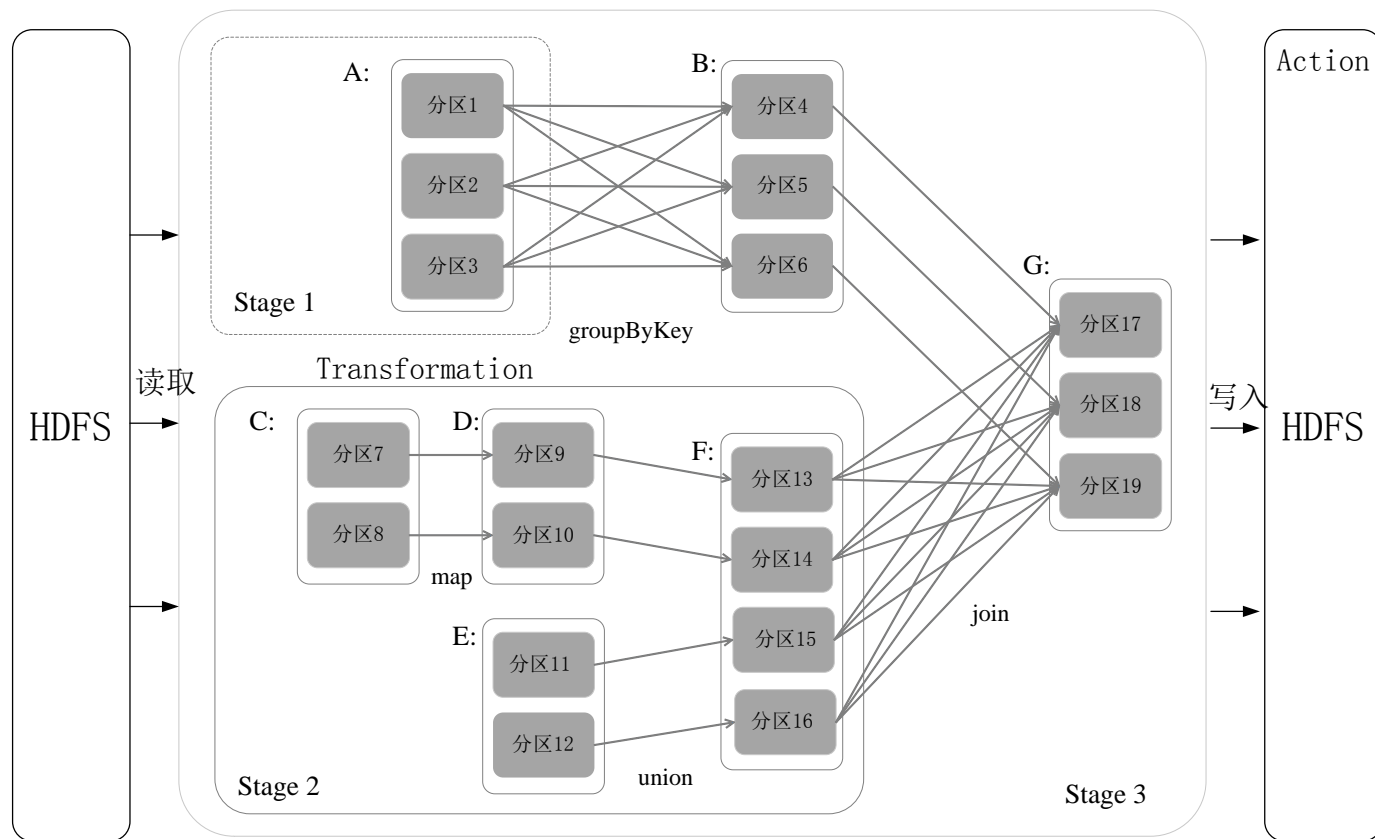 HDFS
读取
A:
分区1
分区2
分区3
Stage 1
groupByKey
B:
分区4
分区5
分区6
Transformation
C:
分区7
分区8
map
D:
分区9
分区10
E:
分区11
分区12
union
F:
分区13
分区14
分区15
分区16
Stage 2
join
G:
分区17
分区18
分区19
Stage 3
写入
Action
HDFS